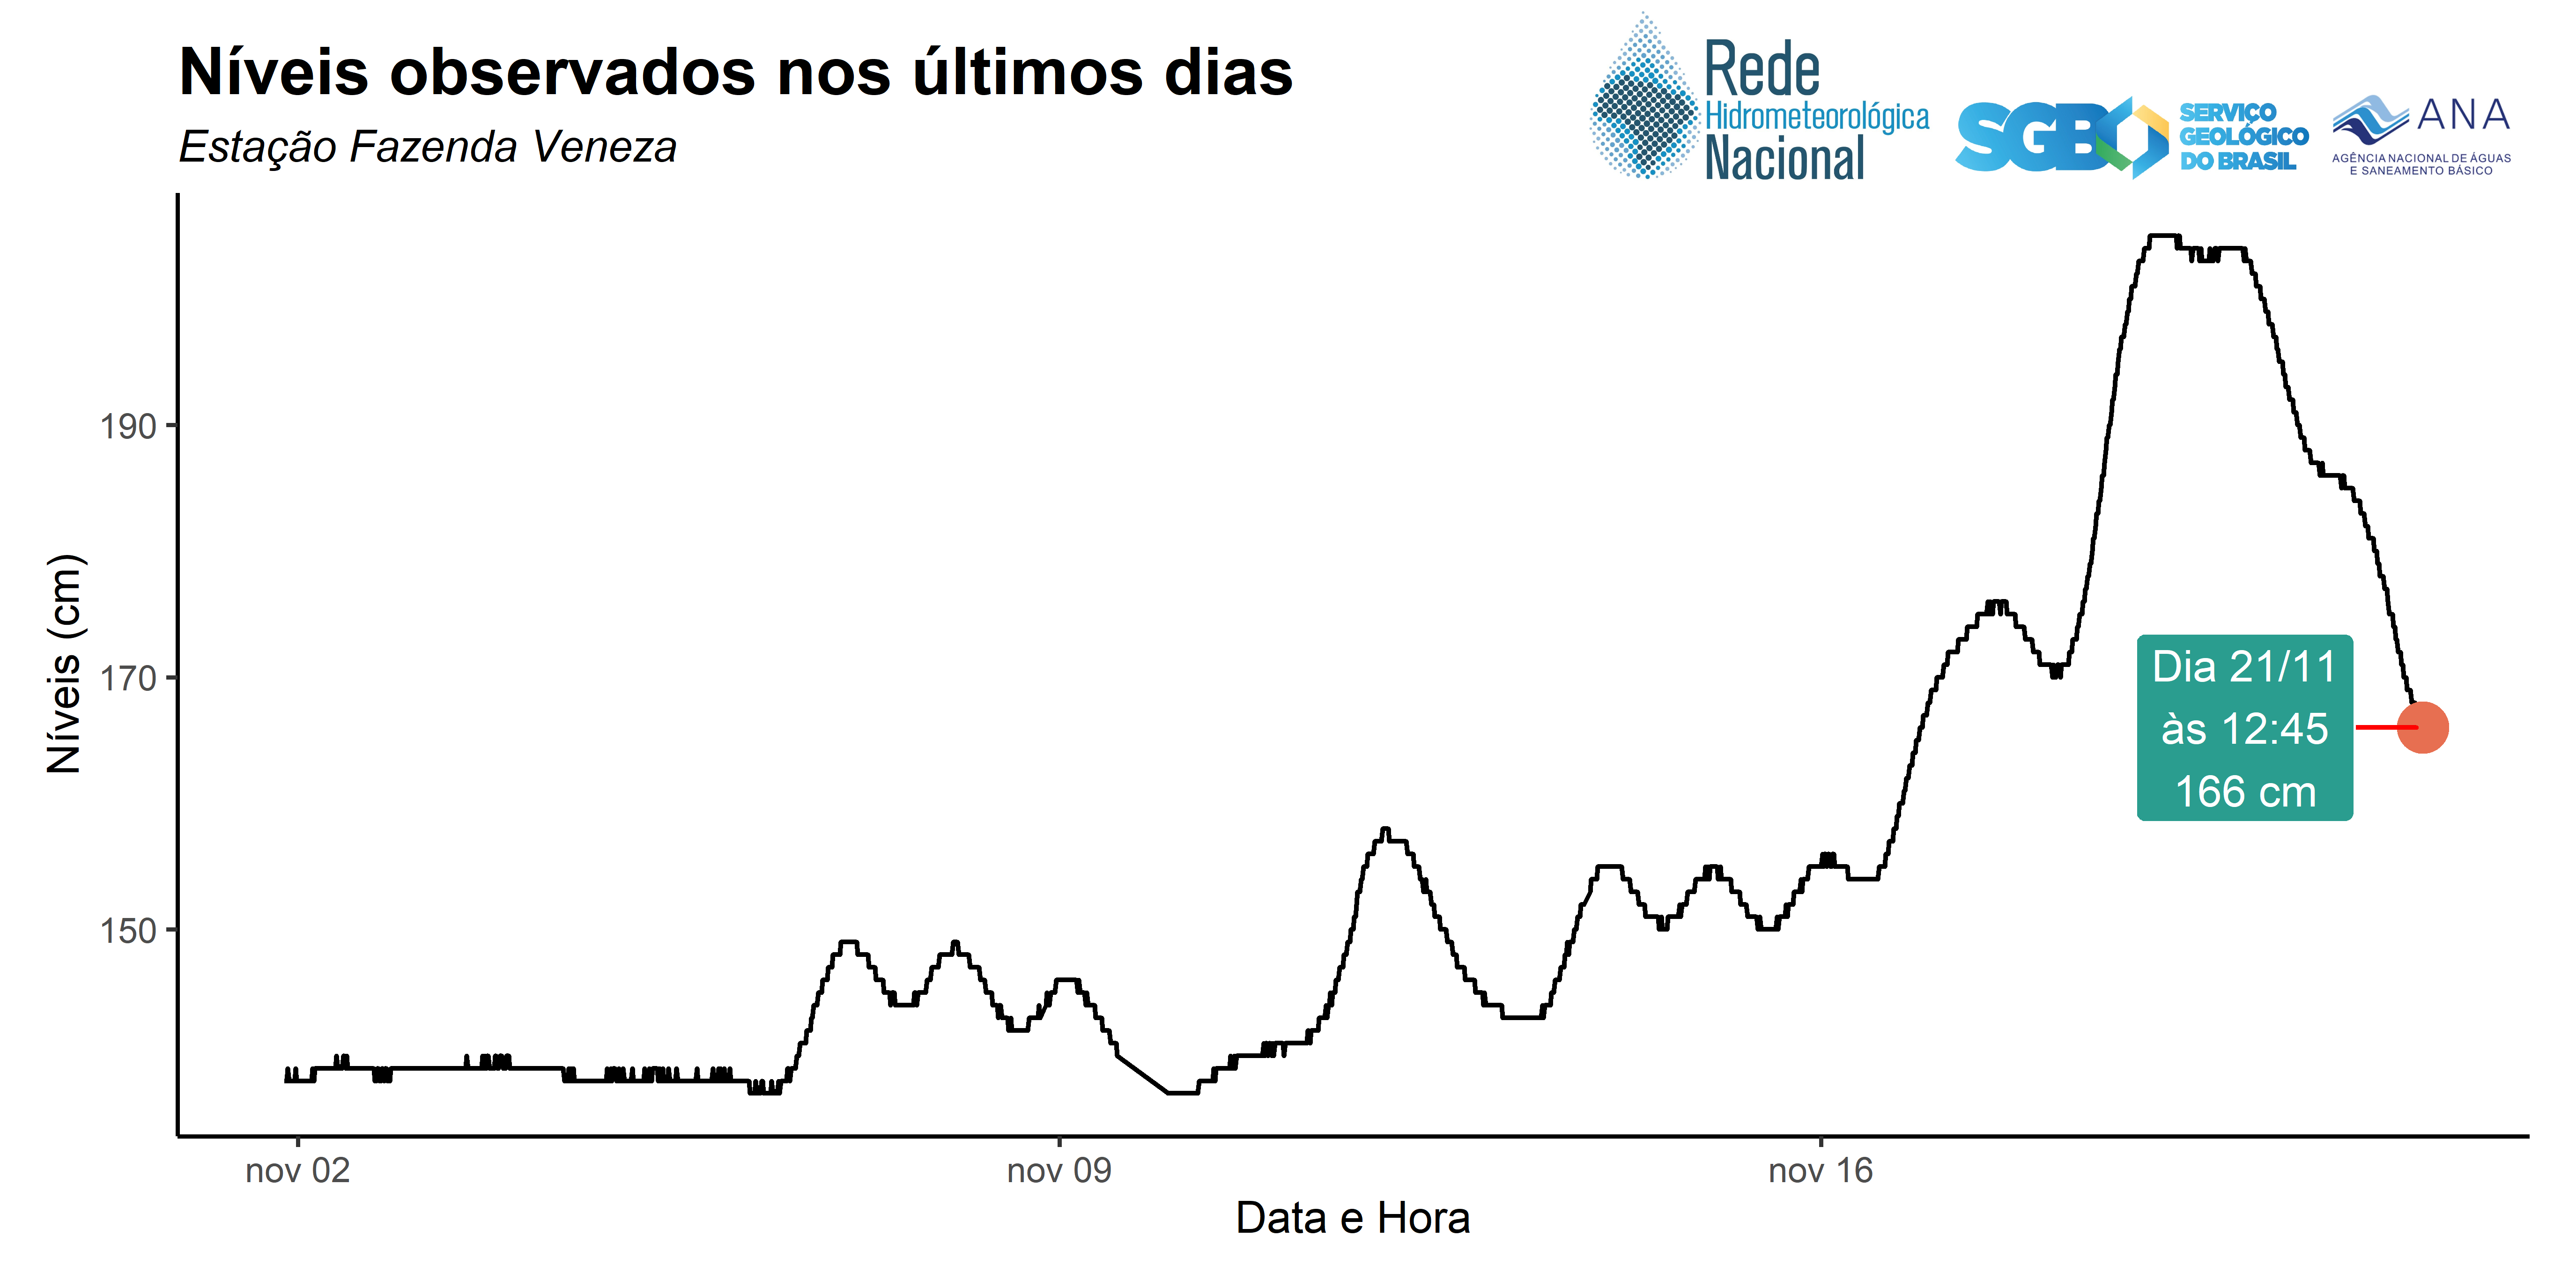 Níveis observados nos últimos dias
Estação Fazenda Veneza
Rede
Hidrometeorológica
Nacional
SGB
SERVIÇO
GEOLÓGICO
DO BRASIL
ANA
AGÊNCIA NACIONAL DE ÁGUAS
E SANEAMENTO BÁSICO
Níveis (cm)
190
170
150
Dia 21/11
às 12:45
166 cm
nov 02
nov 09
nov 16
Data e Hora